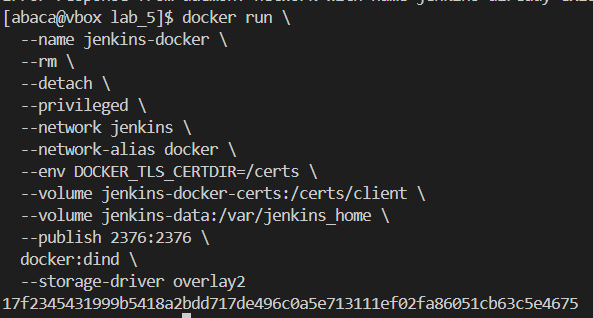 [abaca@vbox lab_5]$ docker run \
  --name jenkins-docker \
  --rm \
  --detach \
  --privileged \
  --network jenkins \
  --network-alias docker \
  --env DOCKER_TLS_CERTDIR=/certs \
  --volume jenkins-docker-certs:/certs/client \
  --volume jenkins-data:/var/jenkins_home \
  --publish 2376:2376 \
  docker:dind \
  --storage-driver overlay2
17f2345431999b5418a2bdd717de496c0a5e713111ef02fa86051cb63c5e4675